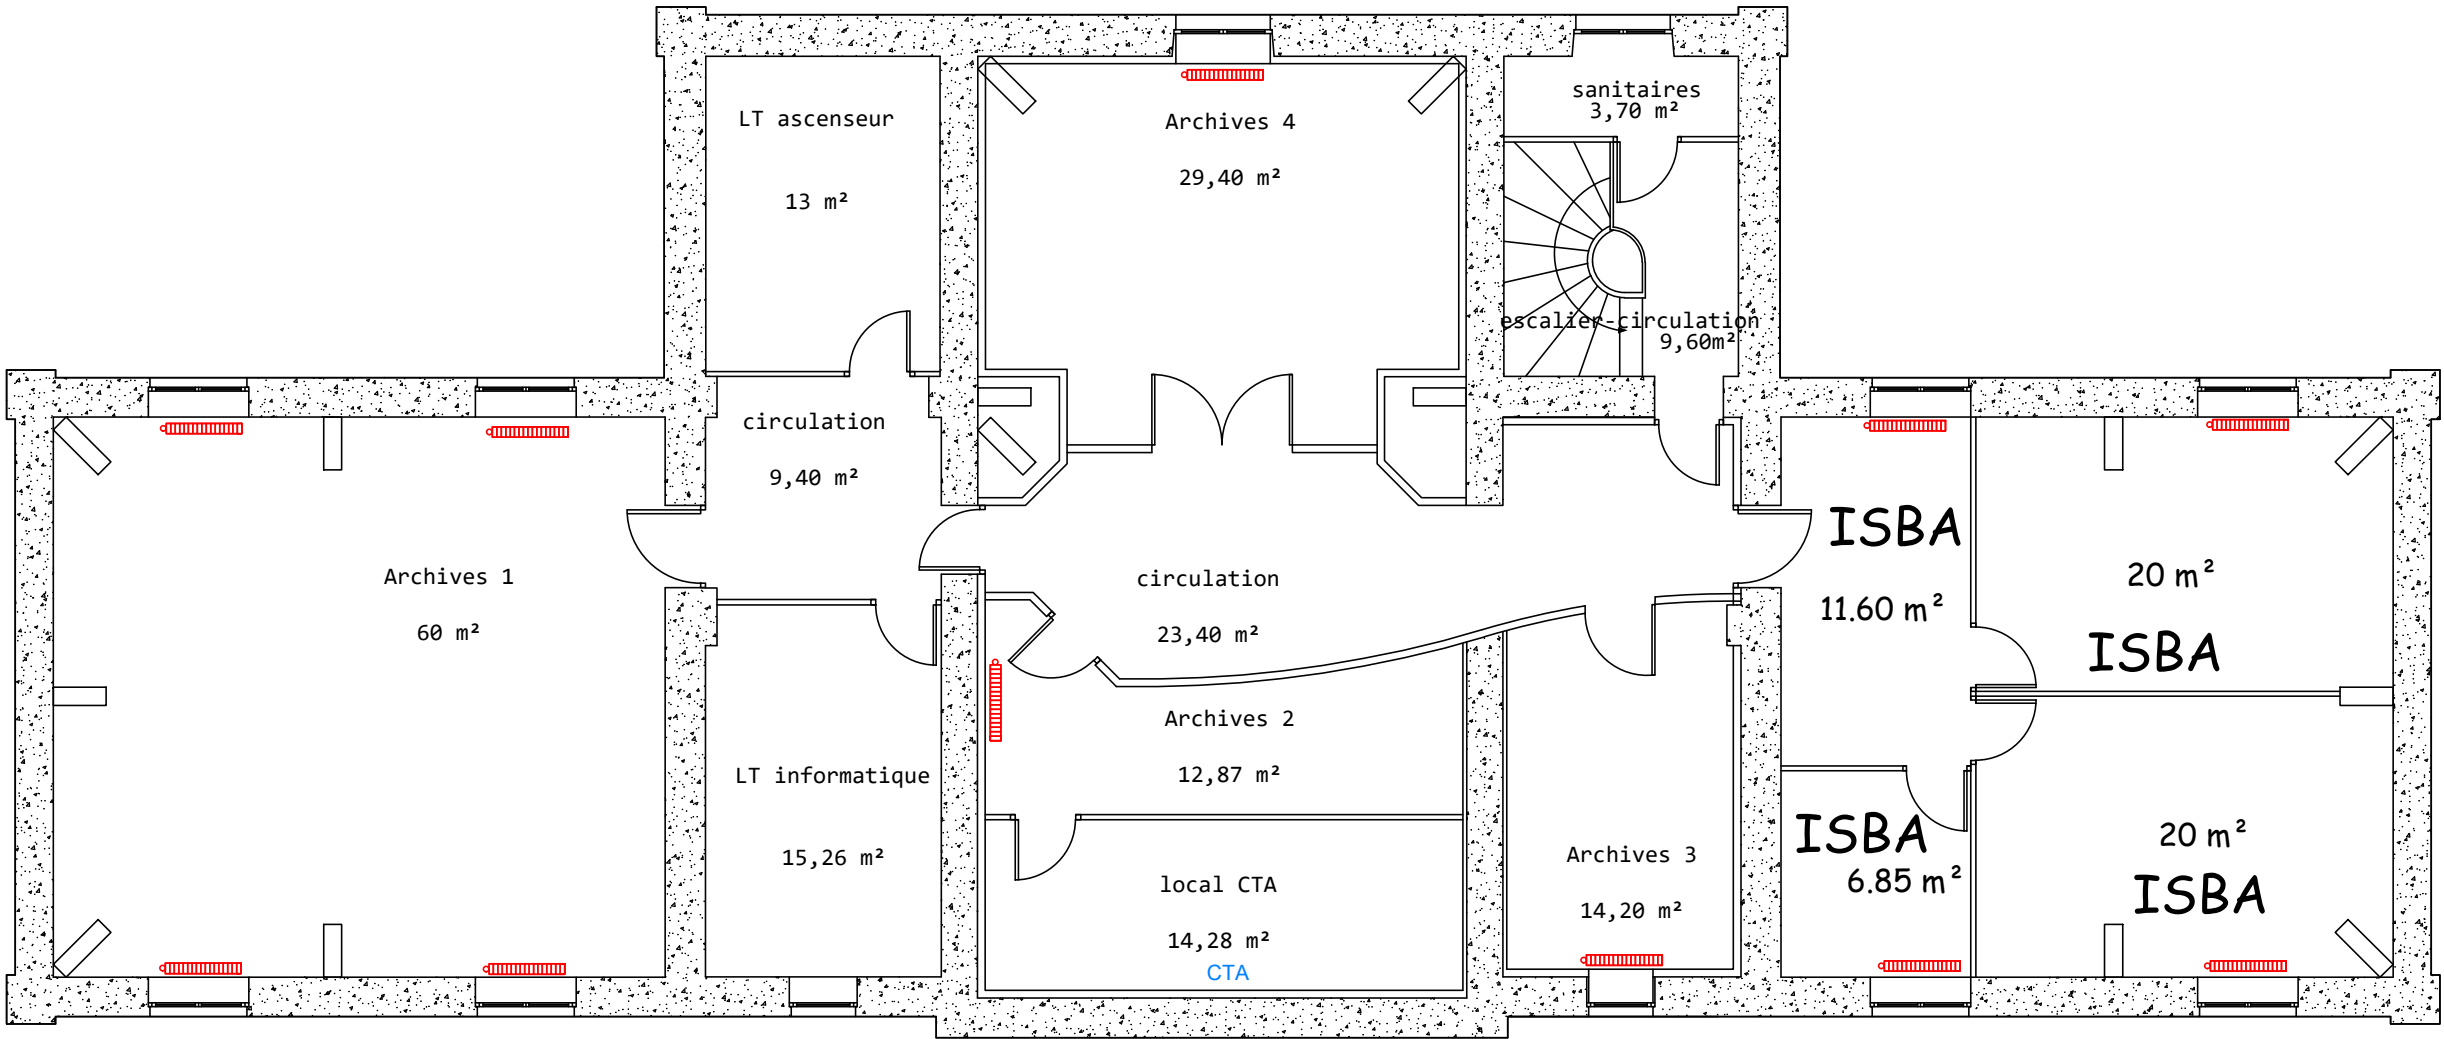 LT ascenseur
13 m²
Archives 4
29,40 m²
sanitaires
3,70 m²
escalier-circulation
9,60m²
circulation
9,40 m²
Archives 1
60 m²
circulation
23,40 m²
ISBA
11.60 m²
20 m²
ISBA
Archives 2
12,87 m²
LT informatique
15,26 m²
local CTA
14,28 m²
CTA
Archives 3
14,20 m²
ISBA
6.85 m²
20 m²
ISBA